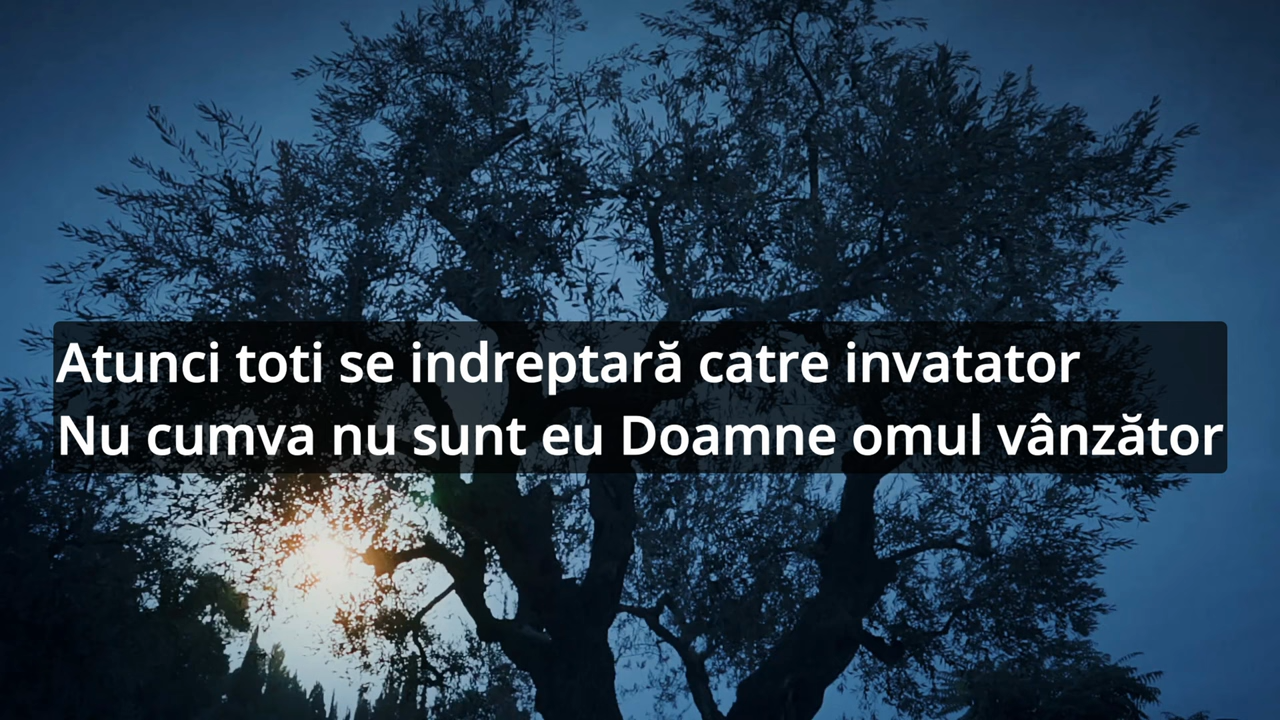 Atunci toti se indreptară catre invatator
Nu cumva nu sunt eu Doamne omul vânzător